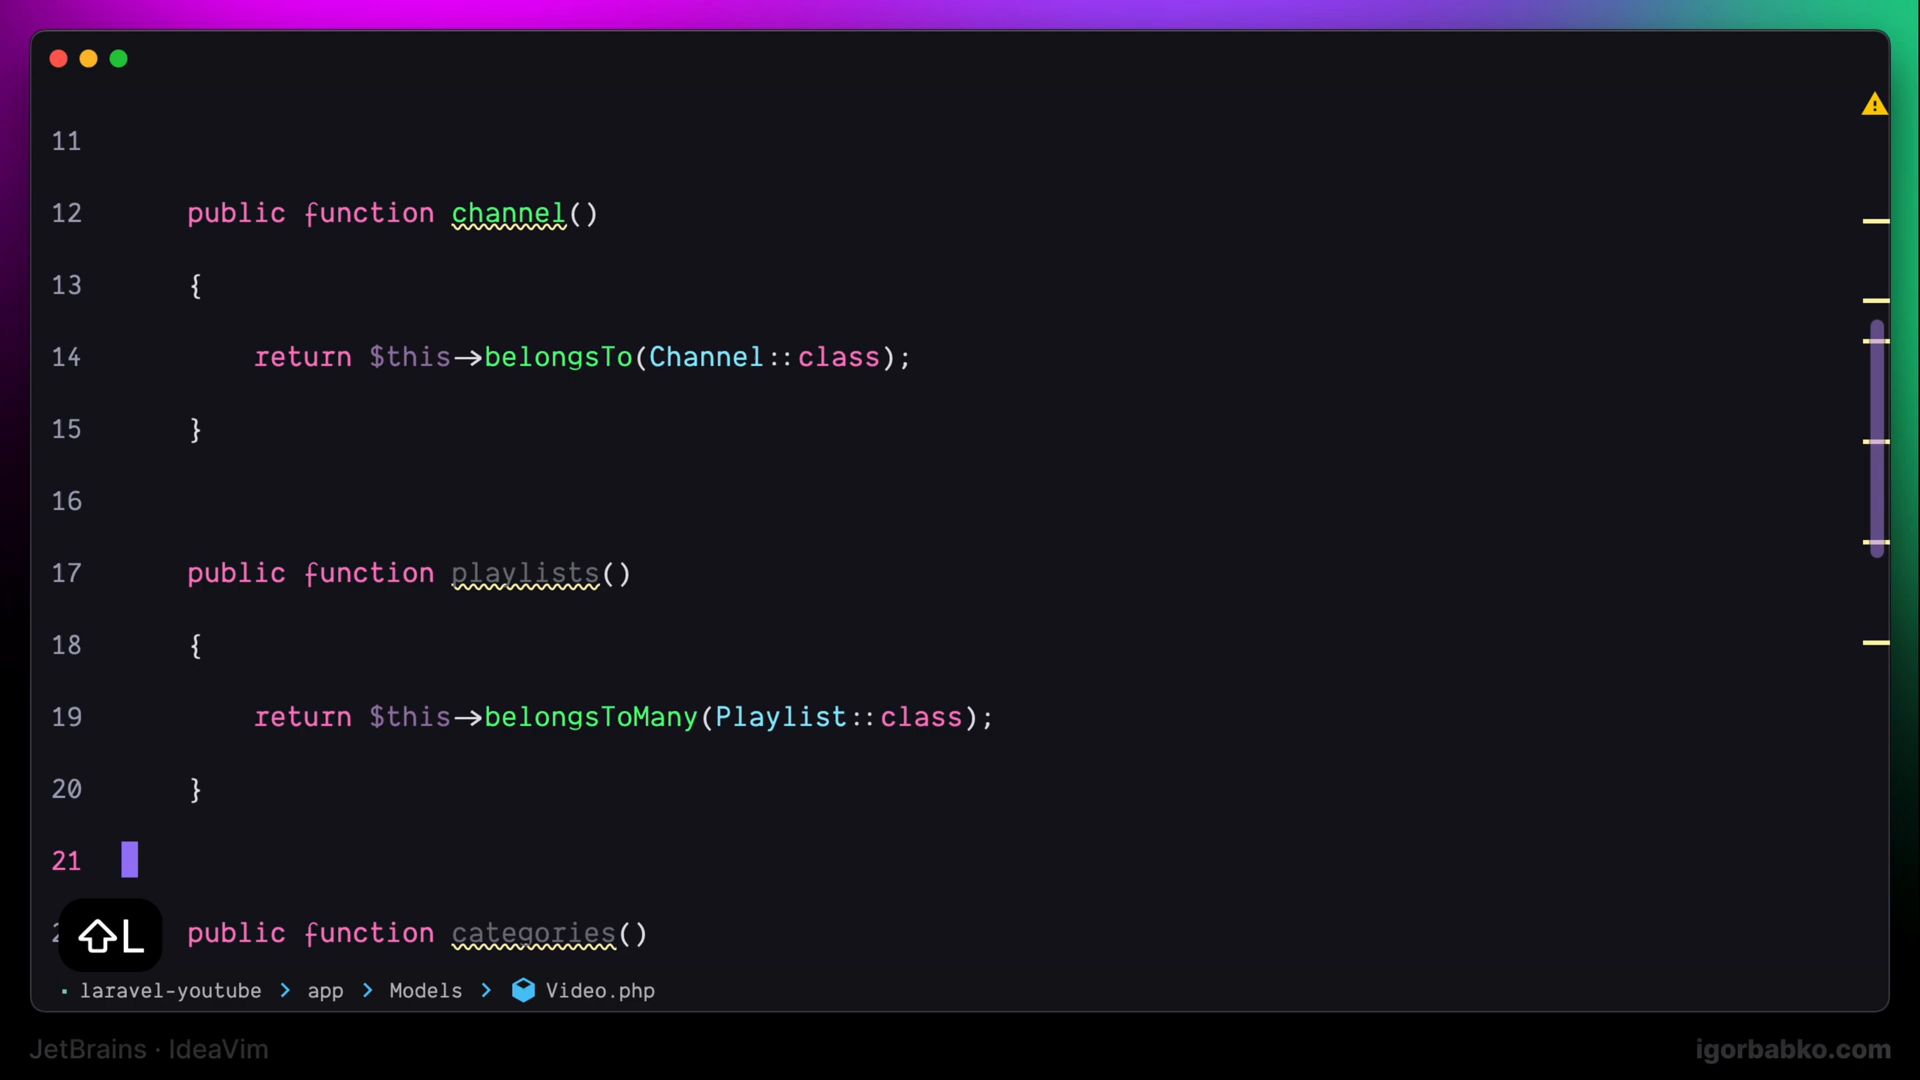 11
12 public function channel()
13 {
14 return $this->belongsTo(Channel::class);
15 }
16
17 public function playlists()
18 {
19 return $this->belongsToMany(Playlist::class);
20 }
21
public function categories()
⇧L
laravel-youtube > app > Models > Video.php
JetBrains · IdeaVim
igorbabko.com